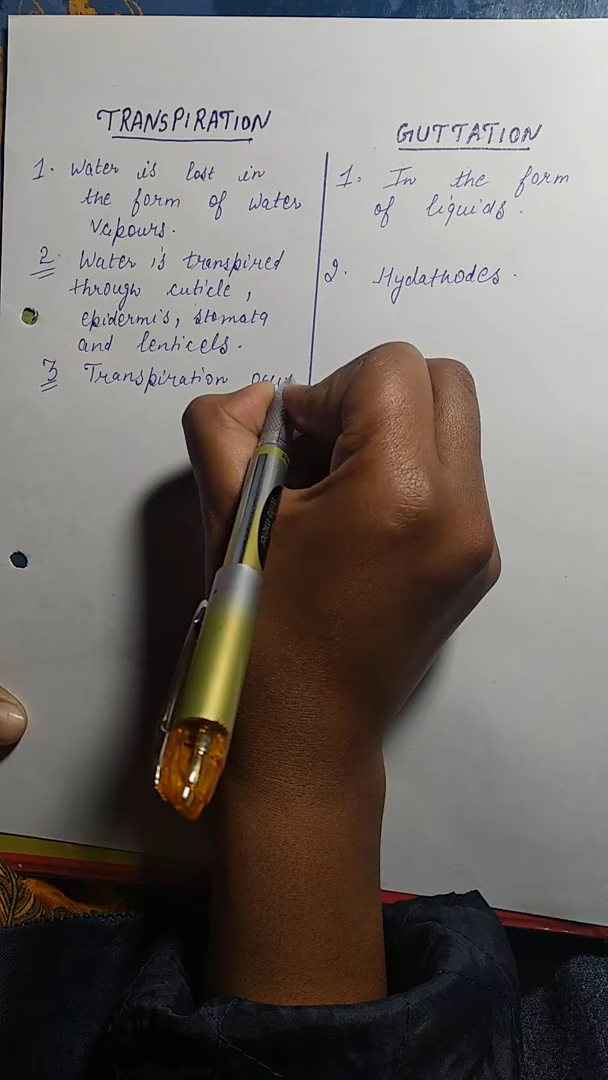 TRANSPIRATION
1. Water is lost in
the form of water
vapours.
2. Water is transpired
through cuticle,
epidermis, stomata
and lenticels.
3 Transpiration occur
GUTTATION
1. In the form
of liquids.
2. Hydathodes.